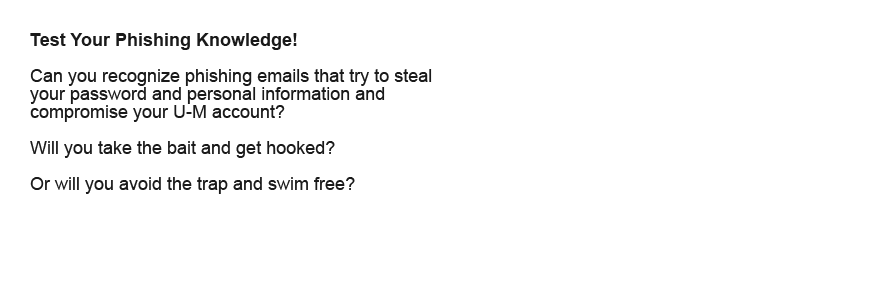 Test Your Phishing Knowledge!
Can you recognize phishing emails that try to steal
your password and personal information and
compromise your U-M account?
Will you take the bait and get hooked?
Or will you avoid the trap and swim free?